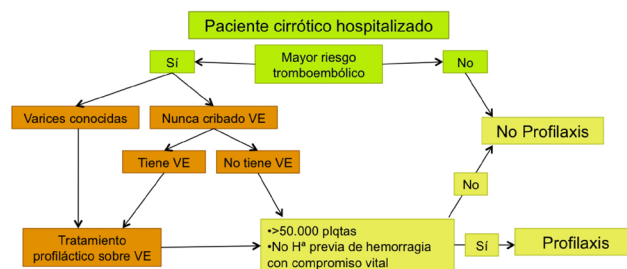 Paciente cirrótico hospitalizado
Sí
Mayor riesgo
tromboembólico
No
Varices conocidas
Nunca cribado VE
No Profilaxis
Tiene VE
No tiene VE
No
Tratamiento
profiláctico sobre VE
•>50.000 plqtas
•No Hª previa de hemorragia
con compromiso vital
Sí
Profilaxis